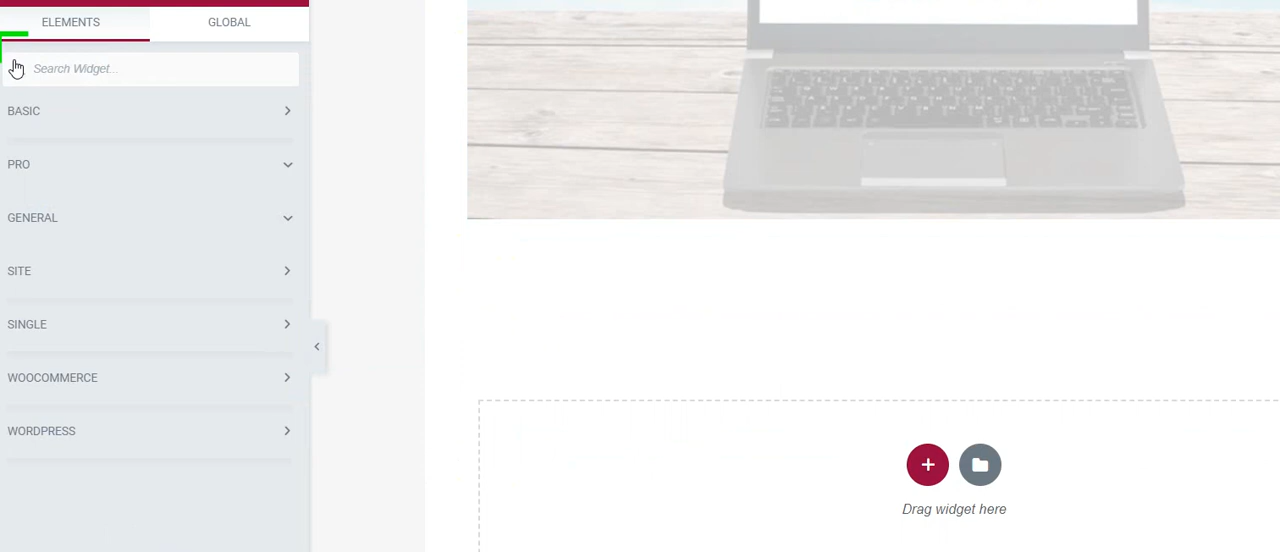 ELEMENTS
GLOBAL
Search Widget...
BASIC
PRO
GENERAL
SITE
SINGLE
WOOCOMMERCE
WORDPRESS
Drag widget here